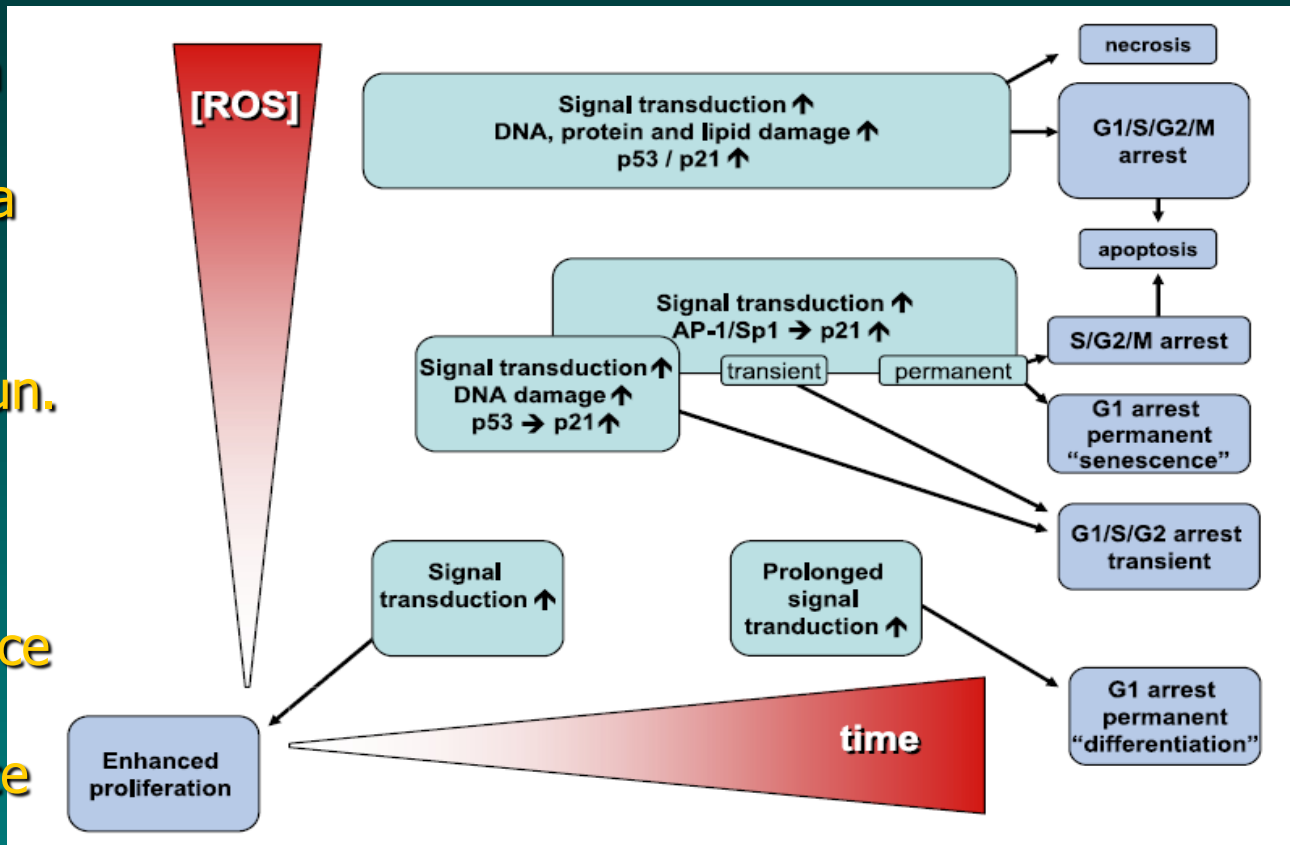 [ROS]
Signal transduction ↑
DNA, protein and lipid damage ↑
p53 / p21 ↑
necrosis
G1/S/G2/M
arrest
apoptosis
Signal transduction ↑
AP-1/Sp1 → p21 ↑
transient
permanent
S/G2/M arrest
Signal transduction ↑
DNA damage ↑
p53 → p21 ↑
G1 arrest
permanent
“senescence”
G1/S/G2 arrest
transient
Signal
transduction ↑
Prolonged
signal
tranduction ↑
G1 arrest
permanent
“differentiation”
time
Enhanced
proliferation